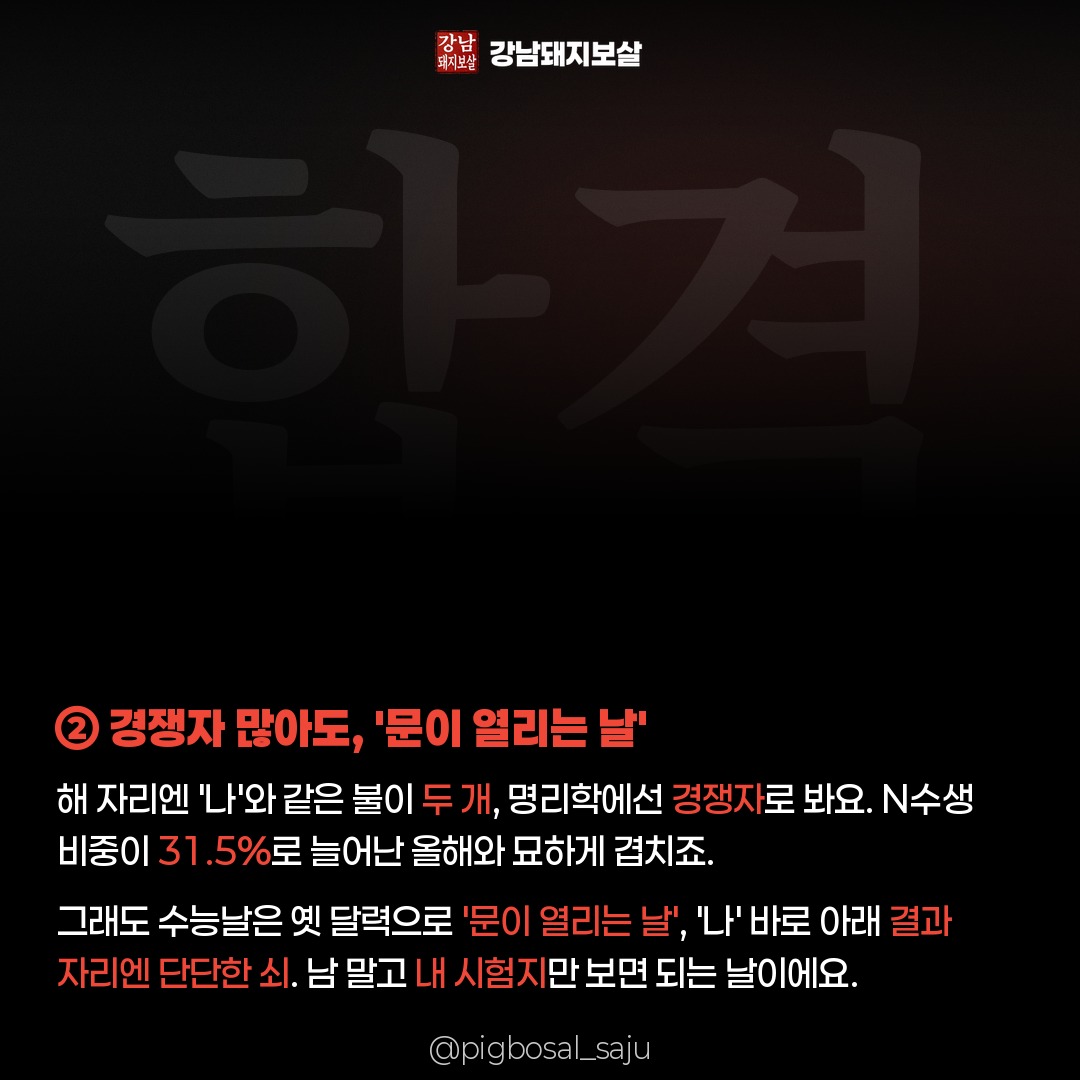 강남
돼지보살
강남돼지보살
합격
② 경쟁자 많아도, '문이 열리는 날'
해 자리엔 '나'와 같은 불이 두 개, 명리학에선 경쟁자로 봐요. N수생
비중이 31.5%로 늘어난 올해와 묘하게 겹치죠.
그래도 수능날은 옛 달력으로 '문이 열리는 날', '나' 바로 아래 결과
자리엔 단단한 쇠. 남 말고 내 시험지만 보면 되는 날이에요.
@pigbosal_saju